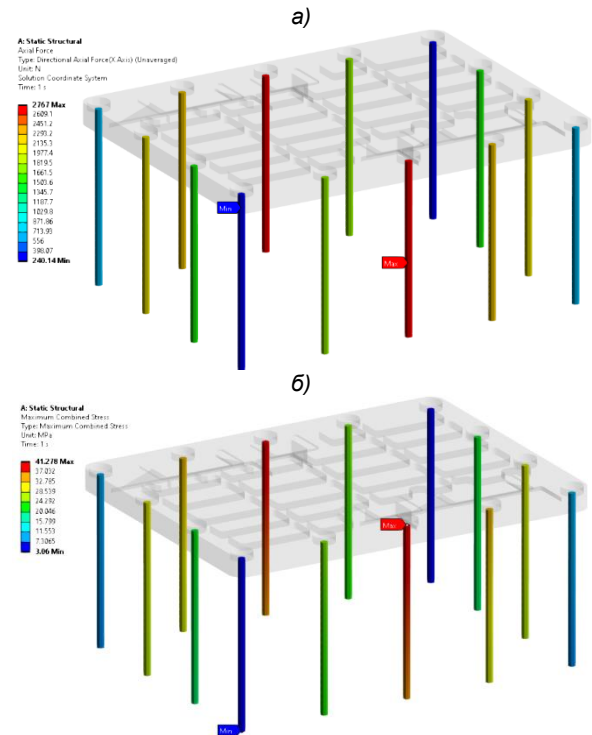 а)
A: Static Structural
Axial Force
Type: Directional Axial Force(X Axis) (Unaveraged)
Unit: N
Solution Coordinate System
Time: 1 s
2767 Max
2609.1
2451.2
2293.2
2135.3
1977.4
1819.5
1661.5
1503.6
1345.7
1187.7
1029.8
871.86
713.93
556
398.07
240.14 Min
Min
Max
б)
A: Static Structural
Maximum Combined Stress
Type: Maximum Combined Stress
Unit: MPa
Time: 1 s
41.278 Max
37.032
32.785
28.539
24.292
20.046
15.799
11.553
7.3065
3.06 Min
Max
Min